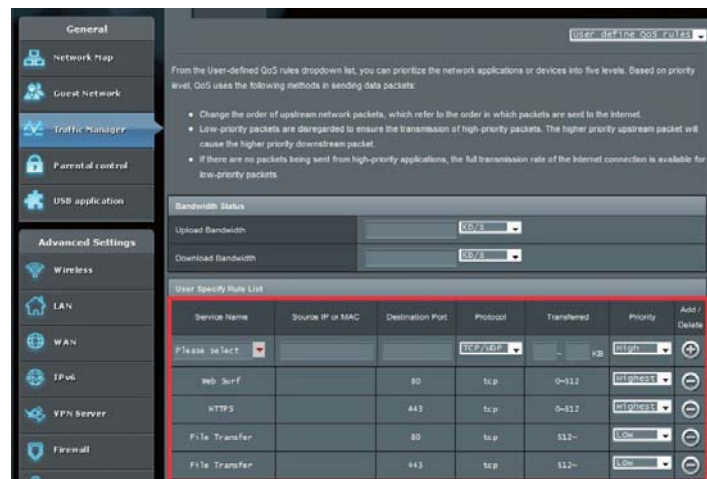 General
Network Map
Guest Network
Traffic Manager
Parental control
USB application
Advanced Settings
Wireless
LAN
WAN
IPv6
VPN Server
Firewall
User define QoS rules
From the User-defined QoS rules dropdown list, you can prioritize the network applications or devices into five levels. Based on priority
level, QoS uses the following methods in sending data packets:
Change the order of upstream network packets, which refer to the order in which packets are sent to the Internet.
Low-priority packets are disregarded to ensure the transmission of high-priority packets. The higher priority upstream packet will
cause the higher priority downstream packet.
If there are no packets being sent from high-priority applications, the full transmission rate of the Internet connection is available for
low-priority packets.
Bandwidth Status
Upload Bandwidth KD/s
Download Bandwidth KD/s
User Specify Rule List
Service Name Source IP or MAC Destination Port Protocol Transferred Priority Add / Delete
Please select TCP/UDP ~ KB High
Web Surf 80 tcp 0~512 Highest
HTTPS 443 tcp 0~512 Highest
File Transfer 80 tcp 512~ Low
File Transfer 443 tcp 512~ Low